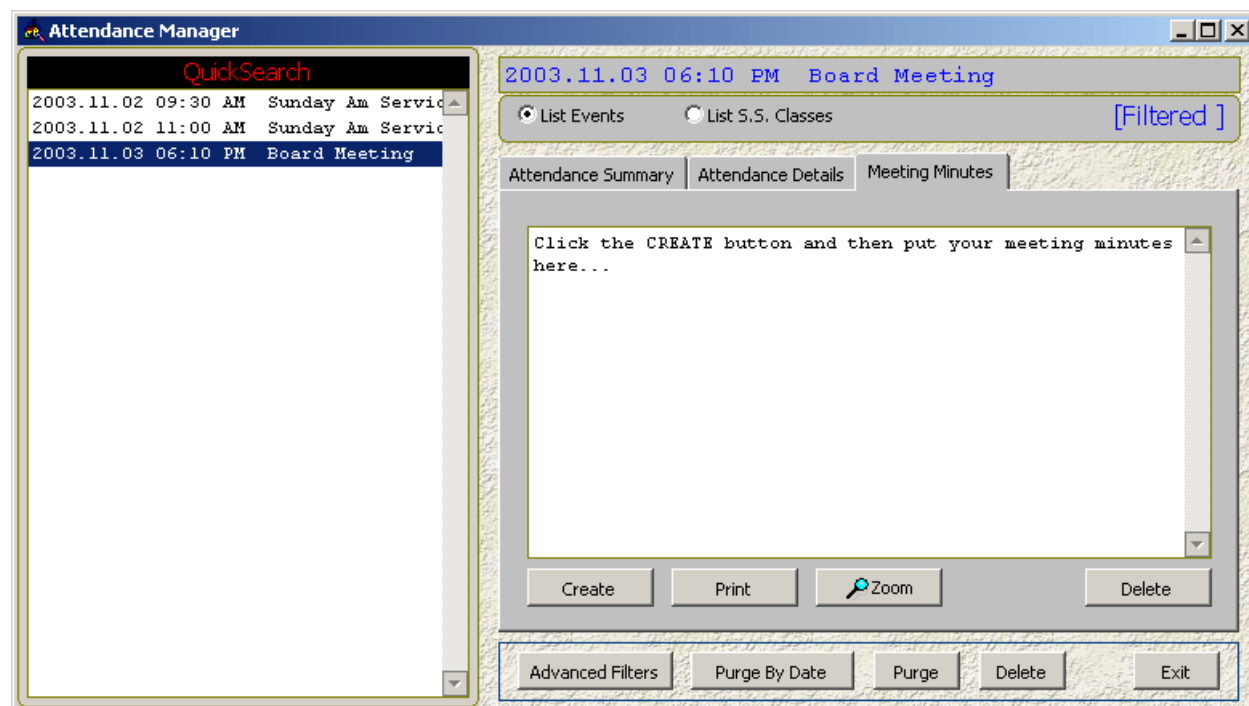 Attendance Manager
QuickSearch
2003.11.02 09:30 AM Sunday Am Servic
2003.11.02 11:00 AM Sunday Am Servic
2003.11.03 06:10 PM Board Meeting
2003.11.03 06:10 PM Board Meeting
List Events List S.S. Classes [Filtered ]
Attendance Summary Attendance Details Meeting Minutes
Click the CREATE button and then put your meeting minutes
here...
Create Print Zoom Delete
Advanced Filters Purge By Date Purge Delete Exit